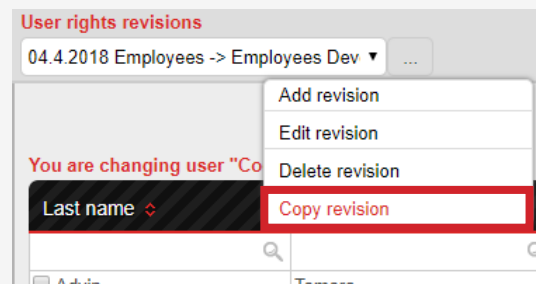 User rights revisions
04.4.2018 Employees -> Employees Dev
...
Add revision
Edit revision
Delete revision
Copy revision
You are changing user "Co
Last name